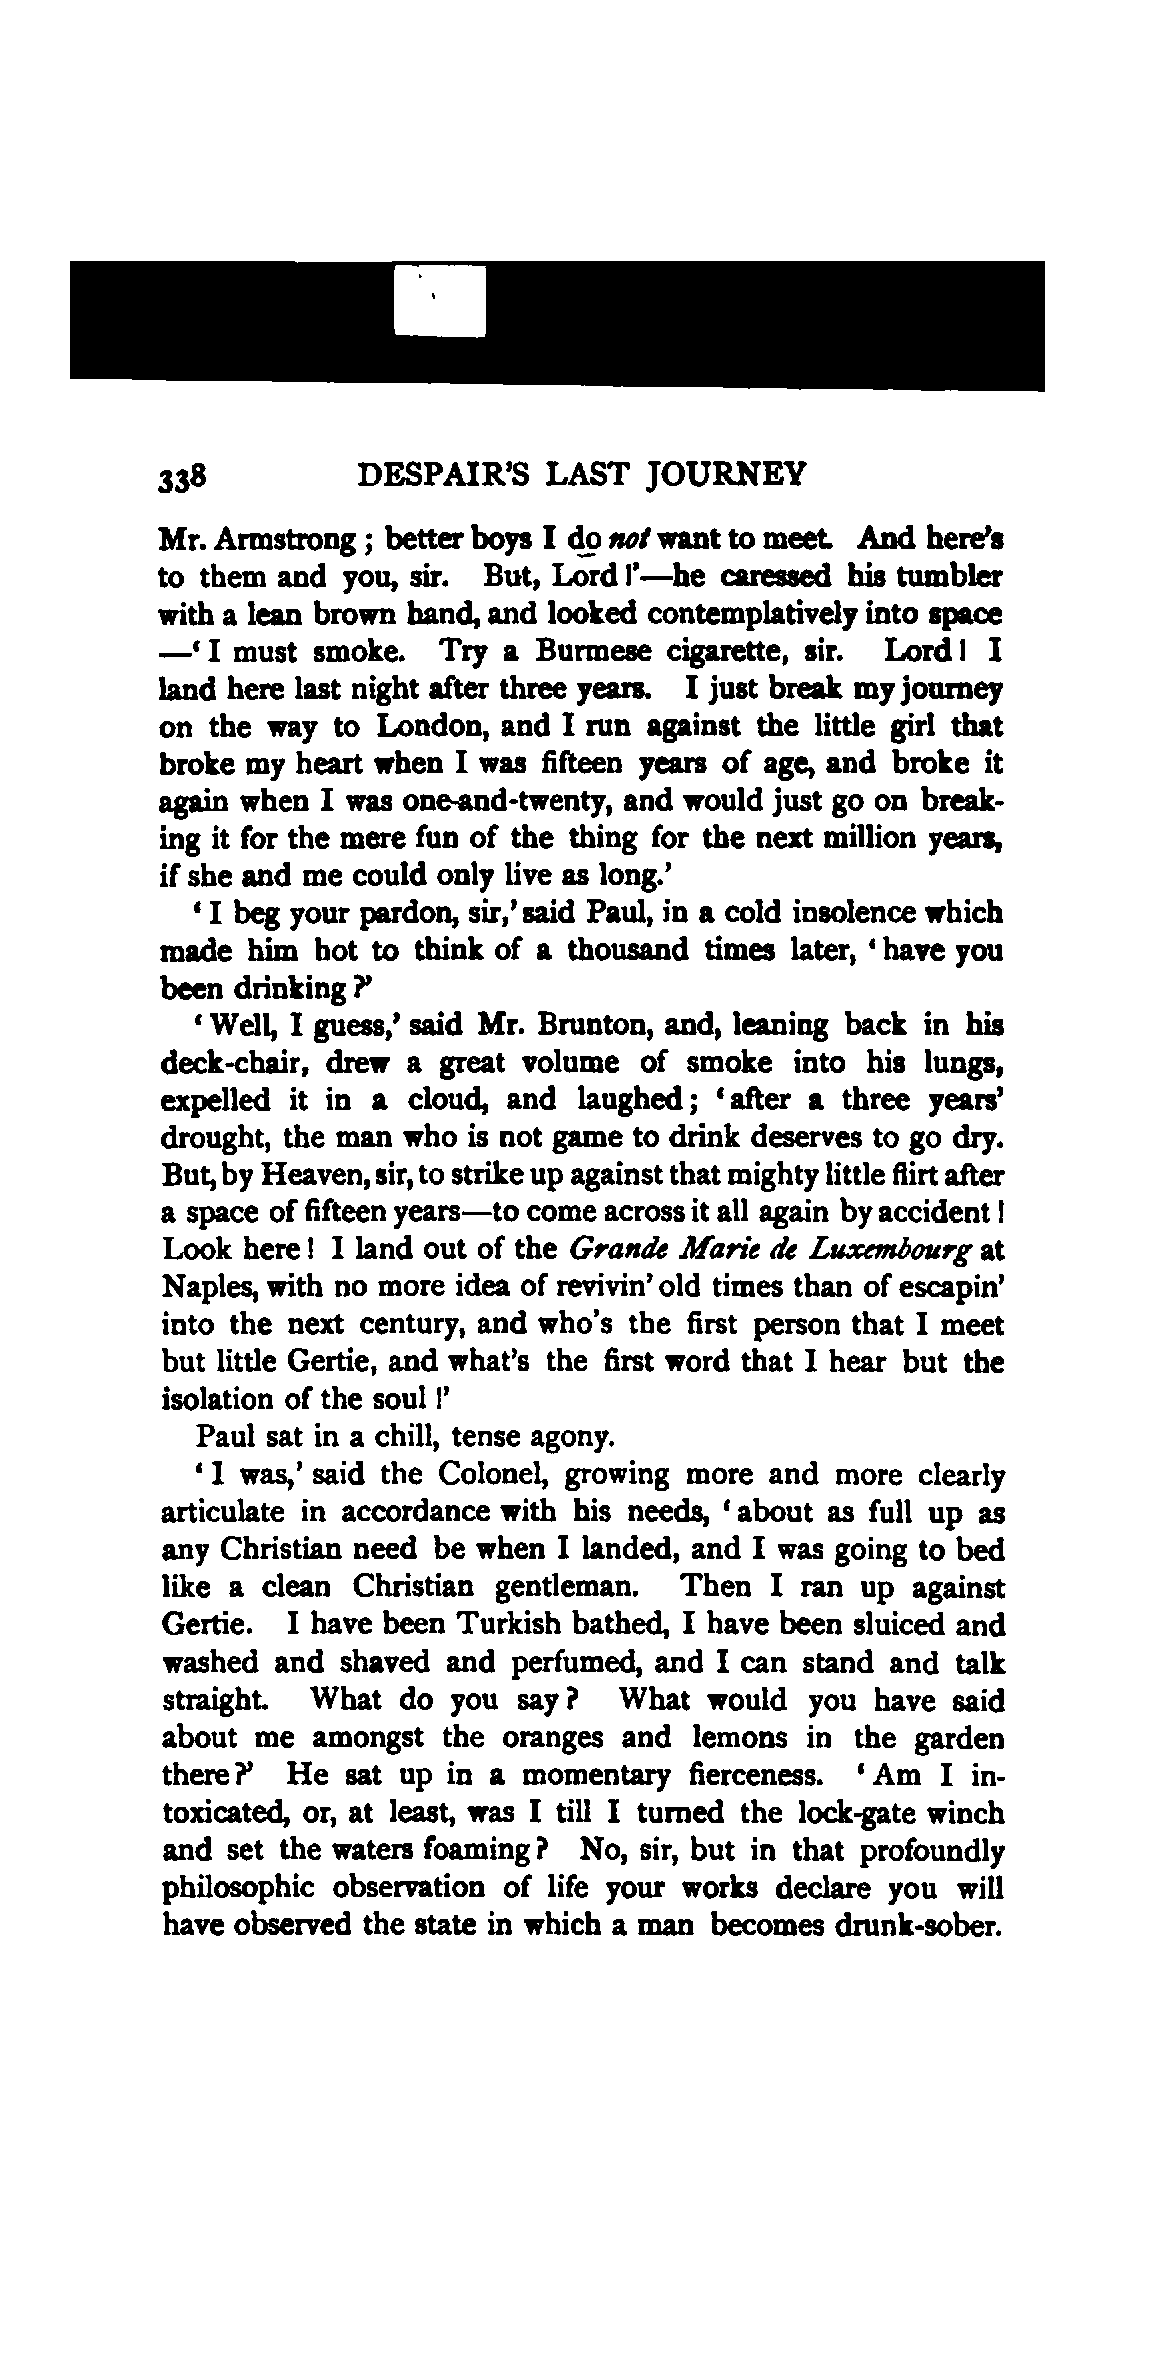 338 DESPAIR'S LAST JOURNEY
Mr. Armstrong; better boys I do not want to meet. And here's
to them and you, sir. But, Lord!'—he caressed his tumbler
with a lean brown hand, and looked contemplatively into space
—'I must smoke. Try a Burmese cigarette, sir. Lord! I
land here last night after three years. I just break my journey
on the way to London, and I run against the little girl that
broke my heart when I was fifteen years of age, and broke it
again when I was one-and-twenty, and would just go on break-
ing it for the mere fun of the thing for the next million years,
if she and me could only live as long.'
'I beg your pardon, sir,' said Paul, in a cold insolence which
made him hot to think of a thousand times later, 'have you
been drinking?'
'Well, I guess,' said Mr. Brunton, and, leaning back in his
deck-chair, drew a great volume of smoke into his lungs,
expelled it in a cloud, and laughed; 'after a three years'
drought, the man who is not game to drink deserves to go dry.
But, by Heaven, sir, to strike up against that mighty little flirt after
a space of fifteen years—to come across it all again by accident!
Look here! I land out of the Grande Marie de Luxembourg at
Naples, with no more idea of revivin' old times than of escapin'
into the next century, and who's the first person that I meet
but little Gertie, and what's the first word that I hear but the
isolation of the soul!'
Paul sat in a chill, tense agony.
'I was,' said the Colonel, growing more and more clearly
articulate in accordance with his needs, 'about as full up as
any Christian need be when I landed, and I was going to bed
like a clean Christian gentleman. Then I ran up against
Gertie. I have been Turkish bathed, I have been sluiced and
washed and shaved and perfumed, and I can stand and talk
straight. What do you say? What would you have said
about me amongst the oranges and lemons in the garden
there?' He sat up in a momentary fierceness. 'Am I in-
toxicated, or, at least, was I till I turned the lock-gate winch
and set the waters foaming? No, sir, but in that profoundly
philosophic observation of life your works declare you will
have observed the state in which a man becomes drunk-sober.